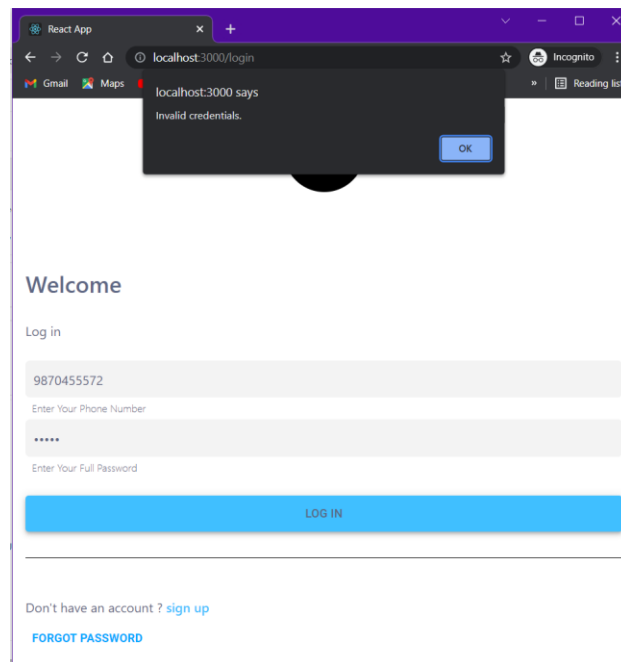 React App
localhost:3000/login
Incognito
Gmail Maps
» Reading list
localhost:3000 says
Invalid credentials.
OK
Welcome
Log in
9870455572
Enter Your Phone Number
•••••
Enter Your Full Password
LOG IN
Don't have an account ? sign up
FORGOT PASSWORD